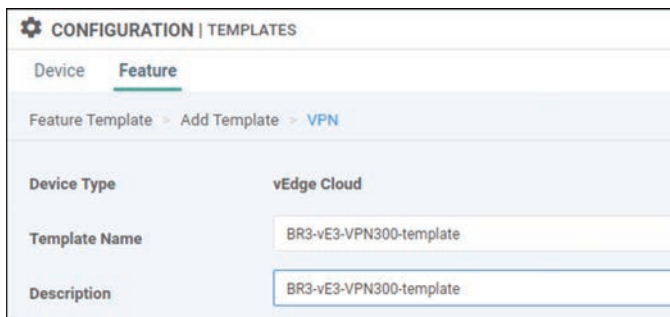 CONFIGURATION | TEMPLATES
Device Feature
Feature Template > Add Template > VPN
Device Type vEdge Cloud
Template Name BR3-vE3-VPN300-template
Description BR3-vE3-VPN300-template